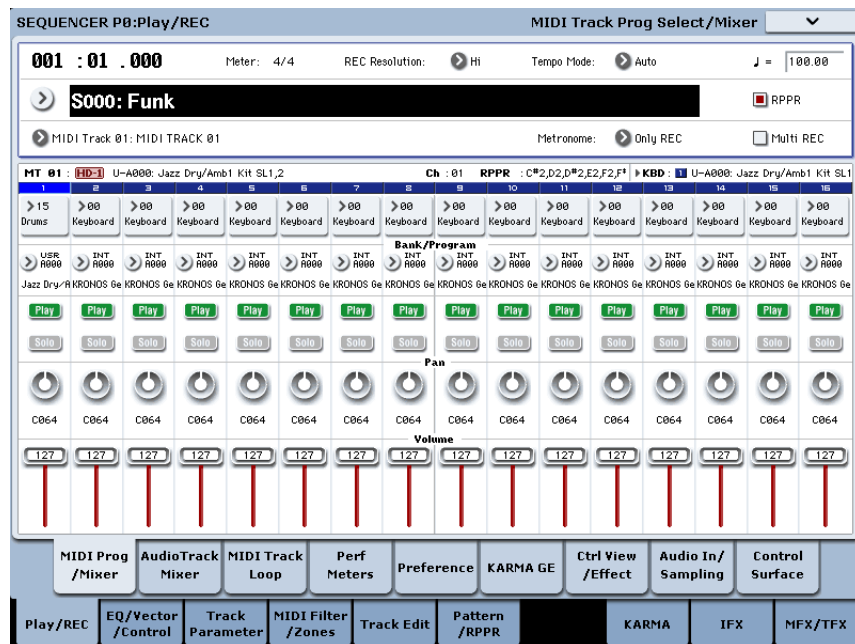 SEQUENCER P0:Play/REC MIDI Track Prog Select/Mixer
001 :01 .000 Meter: 4/4 REC Resolution: Hi Tempo Mode: Auto ♩ = 100.00
S000: Funk RPPR
MIDI Track 01: MIDI TRACK 01 Metronome: Only REC Multi REC
MT 01 : HD-1 U-A000: Jazz Dry/Amb1 Kit SL1,2 Ch :01 RPPR :C#2,D2,D#2,E2,F2,F# KBD: 1 U-A000: Jazz Dry/Amb1 Kit SL1
1 2 3 4 5 6 7 8 9 10 11 12 13 14 15 16
15 00 00 00 00 00 00 00 00 00 00 00 00 00 00 00
Drums Keyboard Keyboard Keyboard Keyboard Keyboard Keyboard Keyboard Keyboard Keyboard Keyboard Keyboard Keyboard Keyboard Keyboard Keyboard
Bank/Program
USR INT INT INT INT INT INT INT INT INT INT INT INT INT INT INT
A000 A000 A000 A000 A000 A000 A000 A000 A000 A000 A000 A000 A000 A000 A000 A000
Jazz Dry/A KRONOS Ge KRONOS Ge KRONOS Ge KRONOS Ge KRONOS Ge KRONOS Ge KRONOS Ge KRONOS Ge KRONOS Ge KRONOS Ge KRONOS Ge KRONOS Ge KRONOS Ge KRONOS Ge KRONOS Ge
Play Play Play Play Play Play Play Play Play Play Play Play Play Play Play Play
Solo Solo Solo Solo Solo Solo Solo Solo Solo Solo Solo Solo Solo Solo Solo Solo
Pan
C064 C064 C064 C064 C064 C064 C064 C064 C064 C064 C064 C064 C064 C064 C064 C064
Volume
127 127 127 127 127 127 127 127 127 127 127 127 127 127 127 127
MIDI Prog AudioTrack MIDI Track Perf Preference KARMA GE Ctrl View Audio In/ Control
/Mixer Mixer Loop Meters /Effect Sampling Surface
Play/REC EQ/Vector Track MIDI Filter Track Edit Pattern KARMA IFX MFX/TFX
/Control Parameter /Zones /RPPR